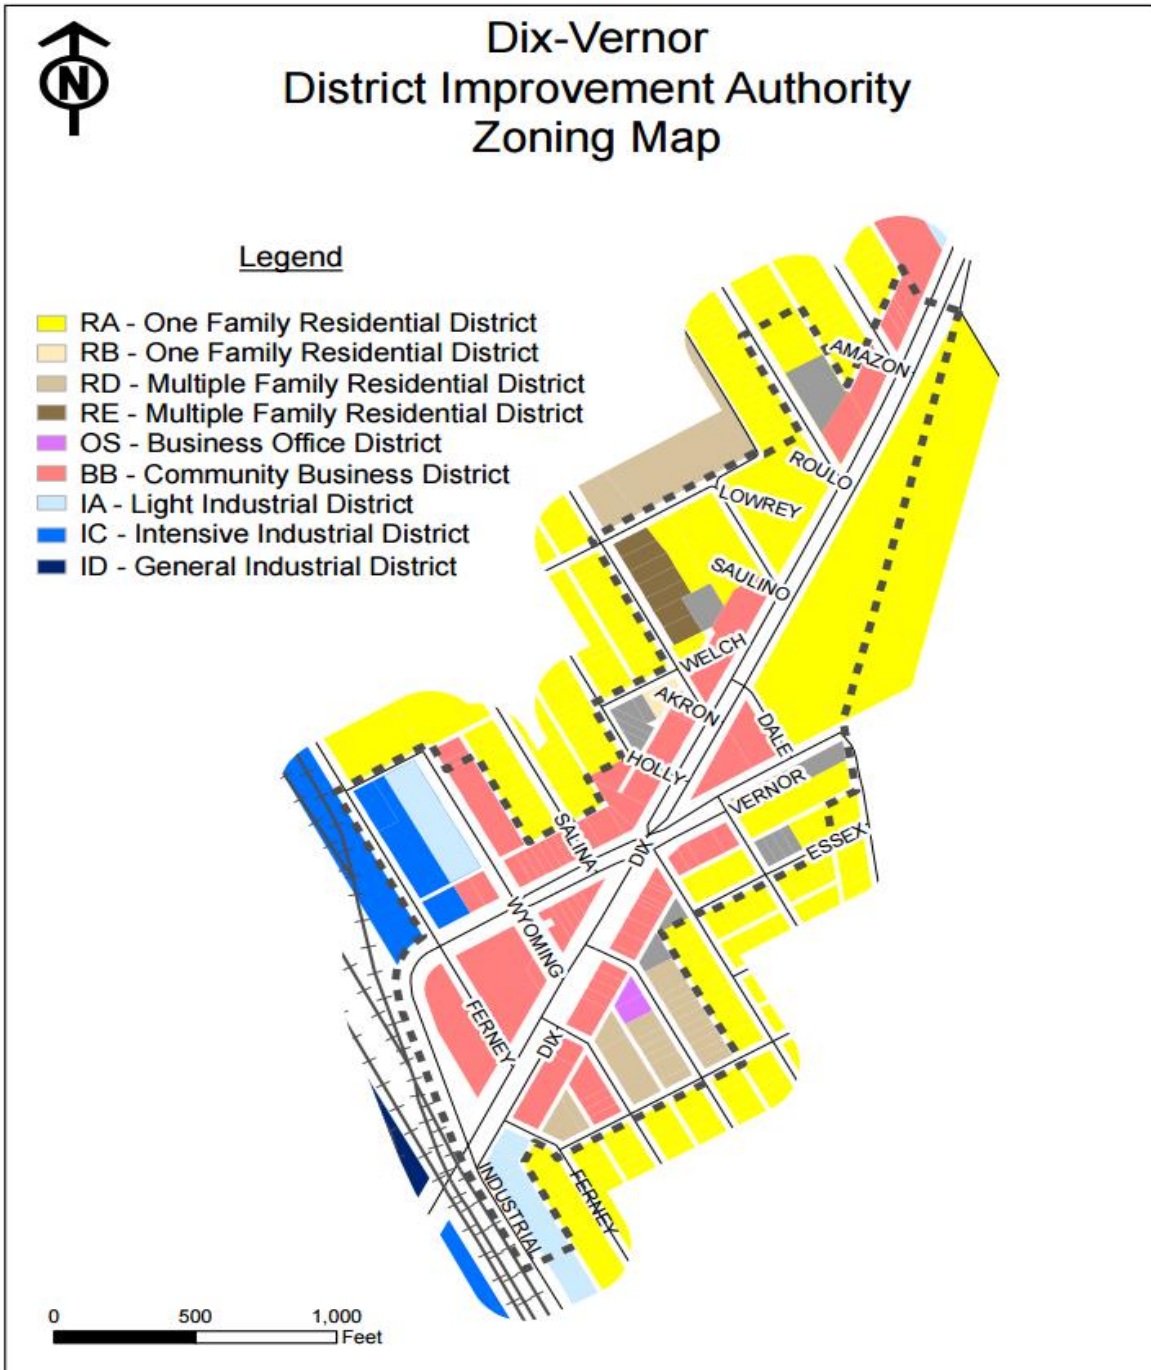 Dix-Vernor
District Improvement Authority
Zoning Map
N
Legend
RA - One Family Residential District
RB - One Family Residential District
RD - Multiple Family Residential District
RE - Multiple Family Residential District
OS - Business Office District
BB - Community Business District
IA - Light Industrial District
IC - Intensive Industrial District
ID - General Industrial District
AMAZON
ROULO
LOWREY
SAULINO
WELCH
AKRON
DALE
HOLLY
VERNOR
SALINA
DIX
ESSEX
WYOMING
FERNEY
DIX
INDUSTRIAL
FERNEY
0 500 1,000
Feet